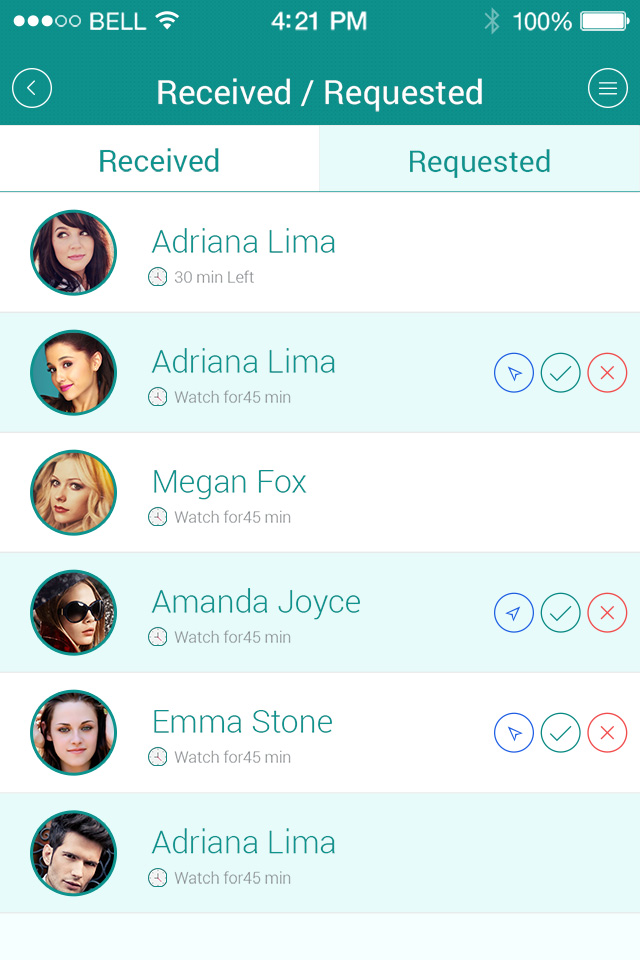 BELL 4:21 PM 100%
Received / Requested
Received Requested
Adriana Lima
30 min Left
Adriana Lima
Watch for45 min
Megan Fox
Watch for45 min
Amanda Joyce
Watch for45 min
Emma Stone
Watch for45 min
Adriana Lima
Watch for45 min